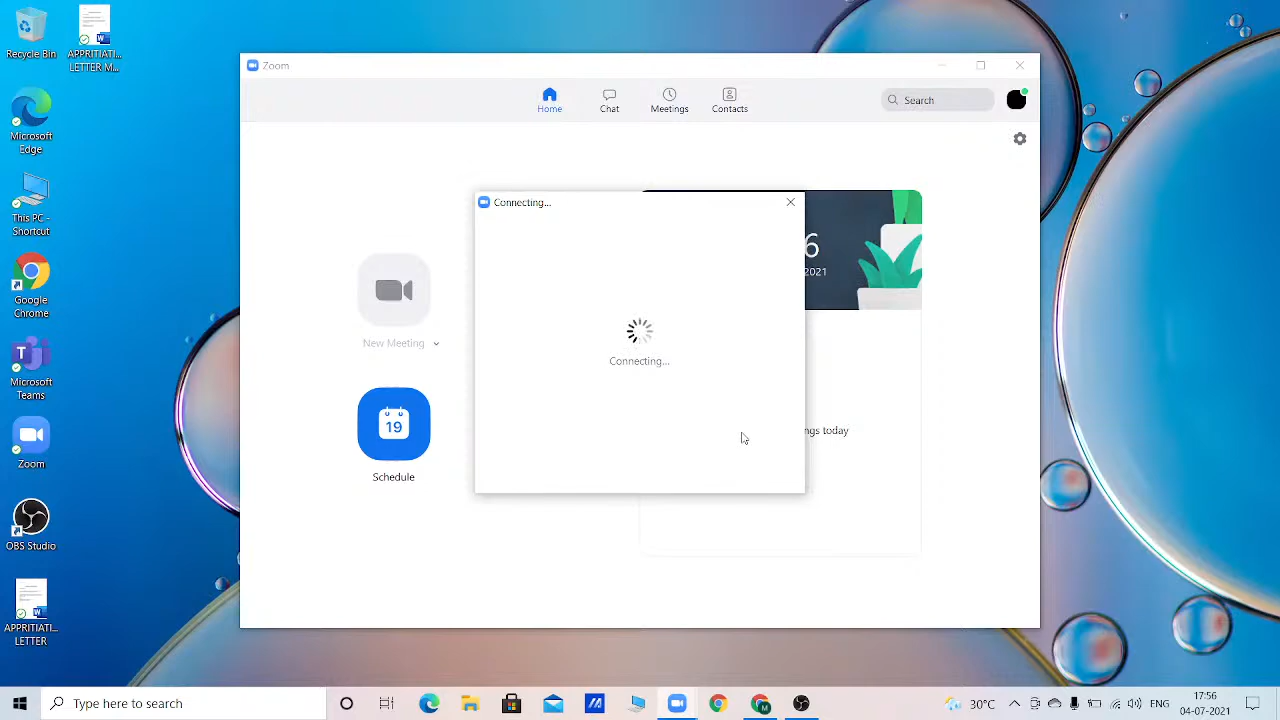 Recycle Bin
APPRITIATI...
LETTER M...
Microsoft
Edge
This PC -
Shortcut
Google
Chrome
Microsoft
Teams
Zoom
OBS Studio
APPRITIATI...
LETTER
Zoom
Home
Chat
Meetings
Contacts
Search
Connecting...
6
2021
New Meeting
Connecting...
19
Schedule
ngs today
Type here to search
M
30°C
ENG
17:56
04-07-2021